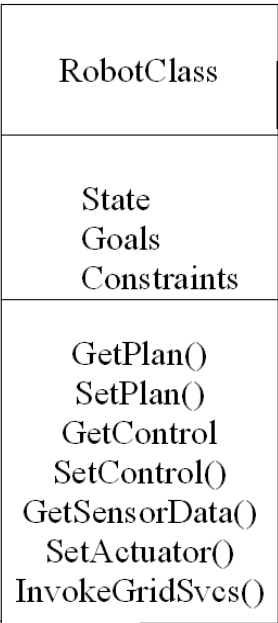 RobotClass
State
Goals
Constraints
GetPlan()
SetPlan()
GetControl
SetControl()
GetSensorData()
SetActuator()
InvokeGridSvcs()